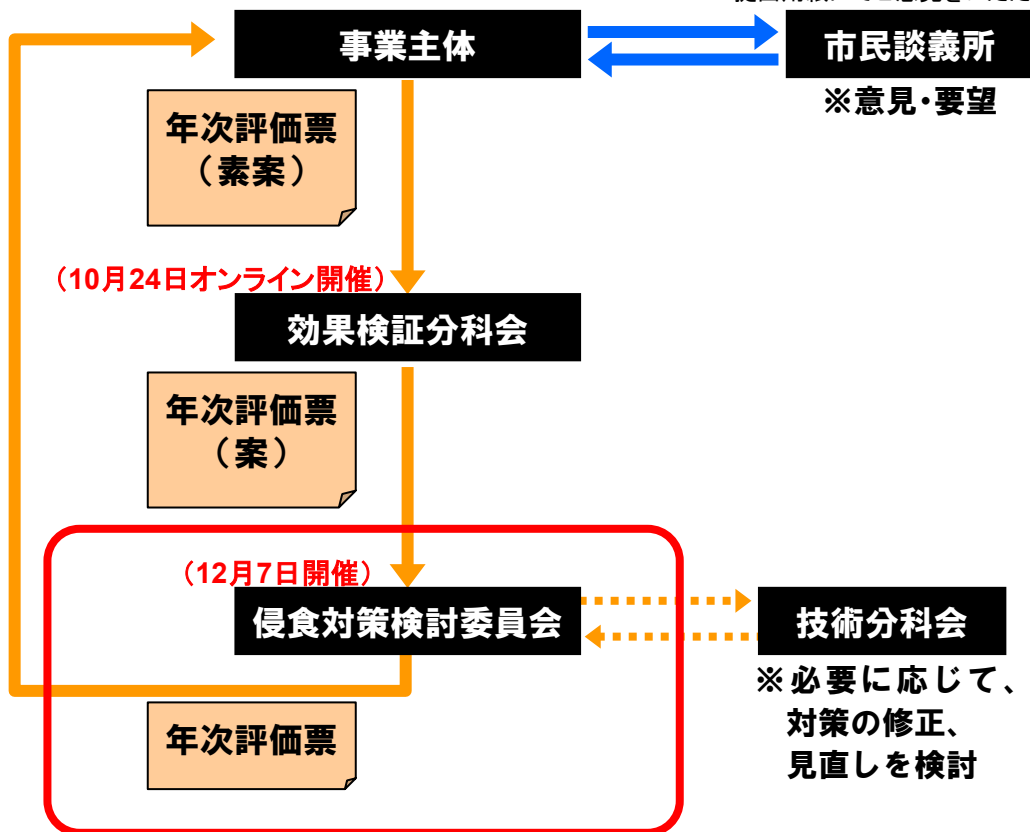 事業主体
市民談義所
※意見・要望
年次評価票
（素案）
（10月24日オンライン開催）
効果検証分科会
年次評価票
（案）
（12月7日開催）
侵食対策検討委員会
技術分科会
※必要に応じて、
対策の修正、
見直しを検討
年次評価票